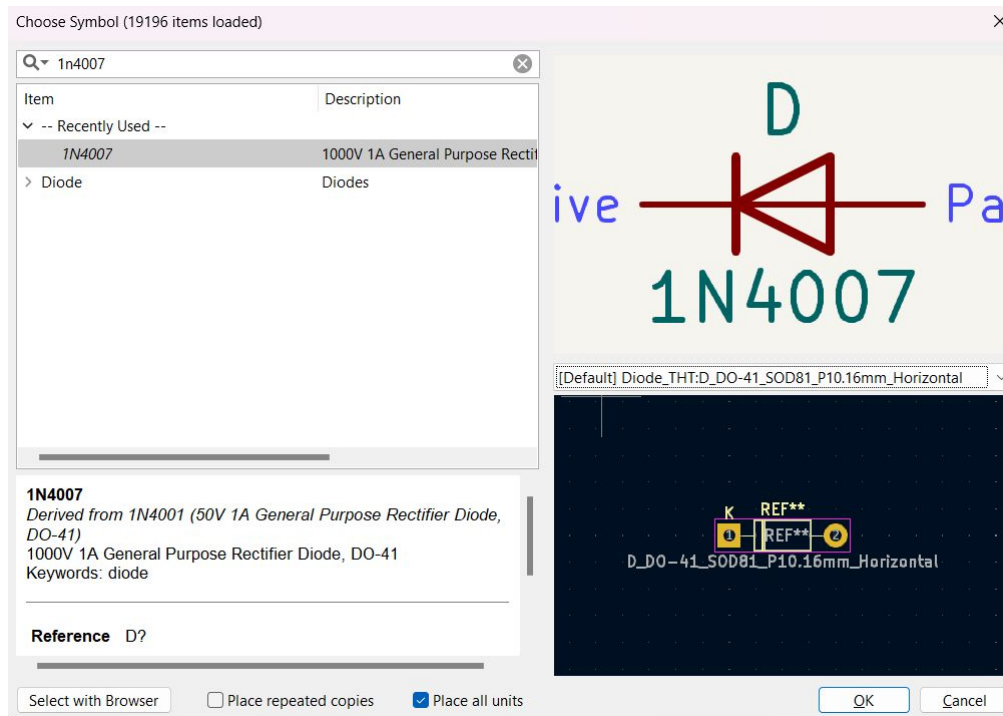 Choose Symbol (19196 items loaded)
1n4007
Item Description
-- Recently Used --
1N4007 1000V 1A General Purpose Rectif
Diode Diodes
D
ive Pa
1N4007
[Default] Diode_THT:D_DO-41_SOD81_P10.16mm_Horizontal
K REF**
1 REF** 2
D_DO-41_SOD81_P10.16mm_Horizontal
1N4007
Derived from 1N4001 (50V 1A General Purpose Rectifier Diode,
DO-41)
1000V 1A General Purpose Rectifier Diode, DO-41
Keywords: diode
Reference D?
Select with Browser Place repeated copies Place all units OK Cancel